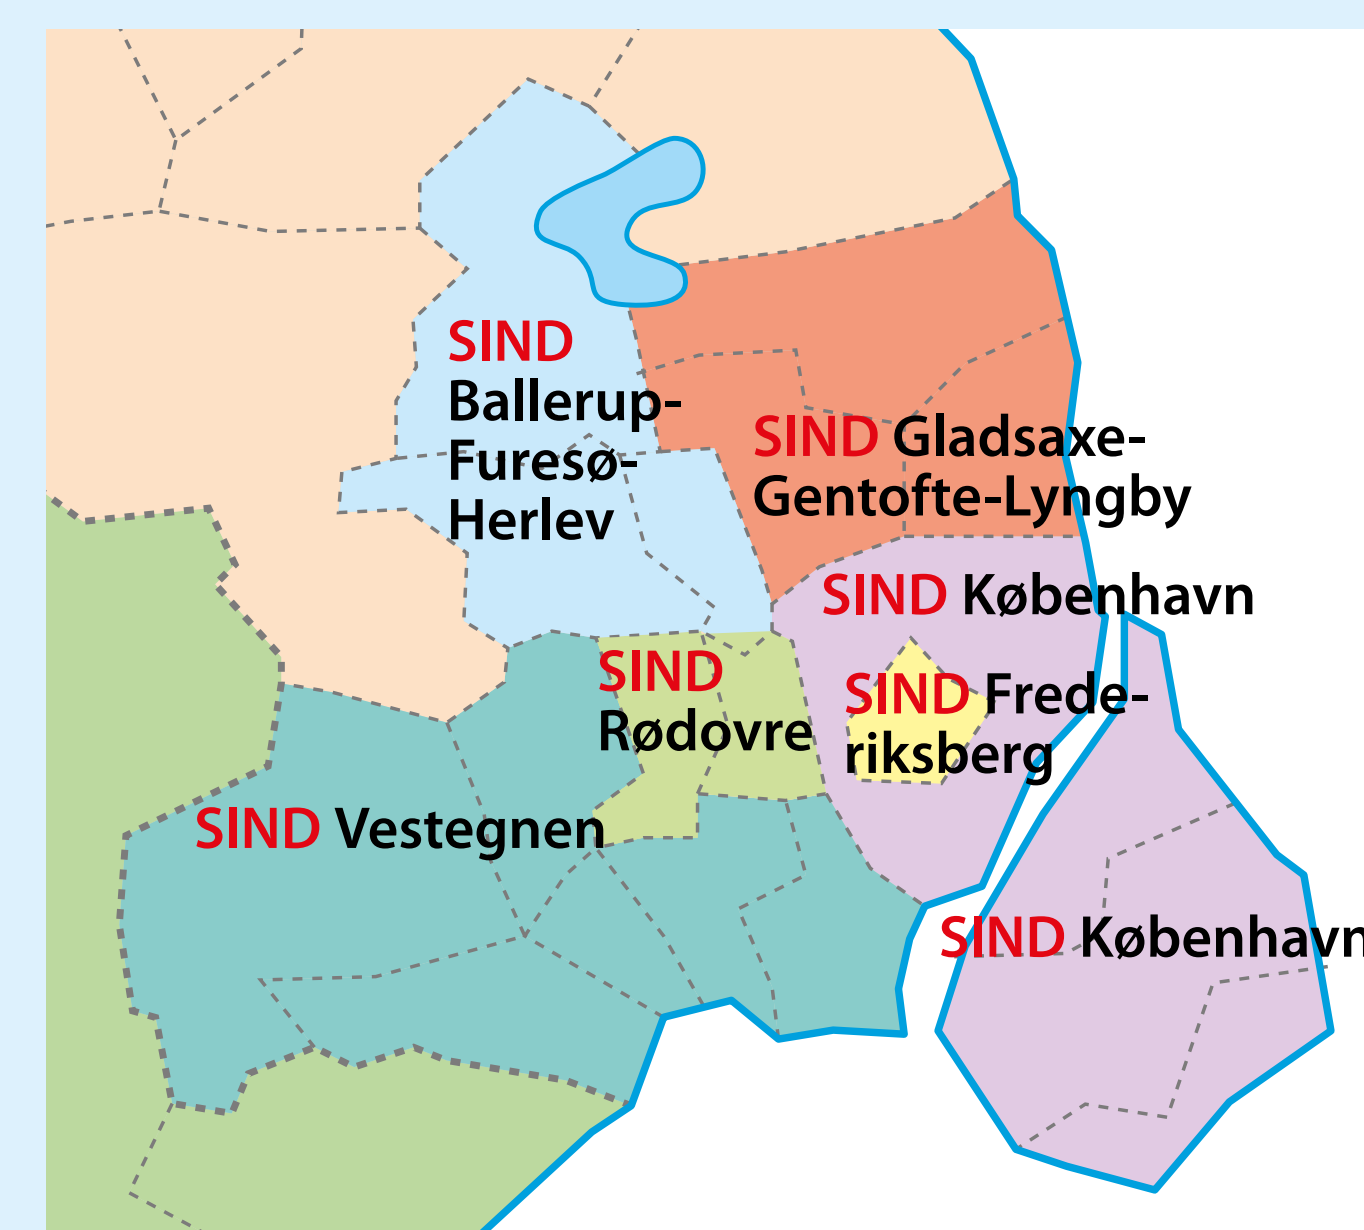 SIND
Ballerup-
Furesø-
Herlev
SIND Gladsaxe-
Gentofte-Lyngby
SIND København
SIND
Rødovre
SIND Frede-
riksberg
SIND Vestegnen
SIND København